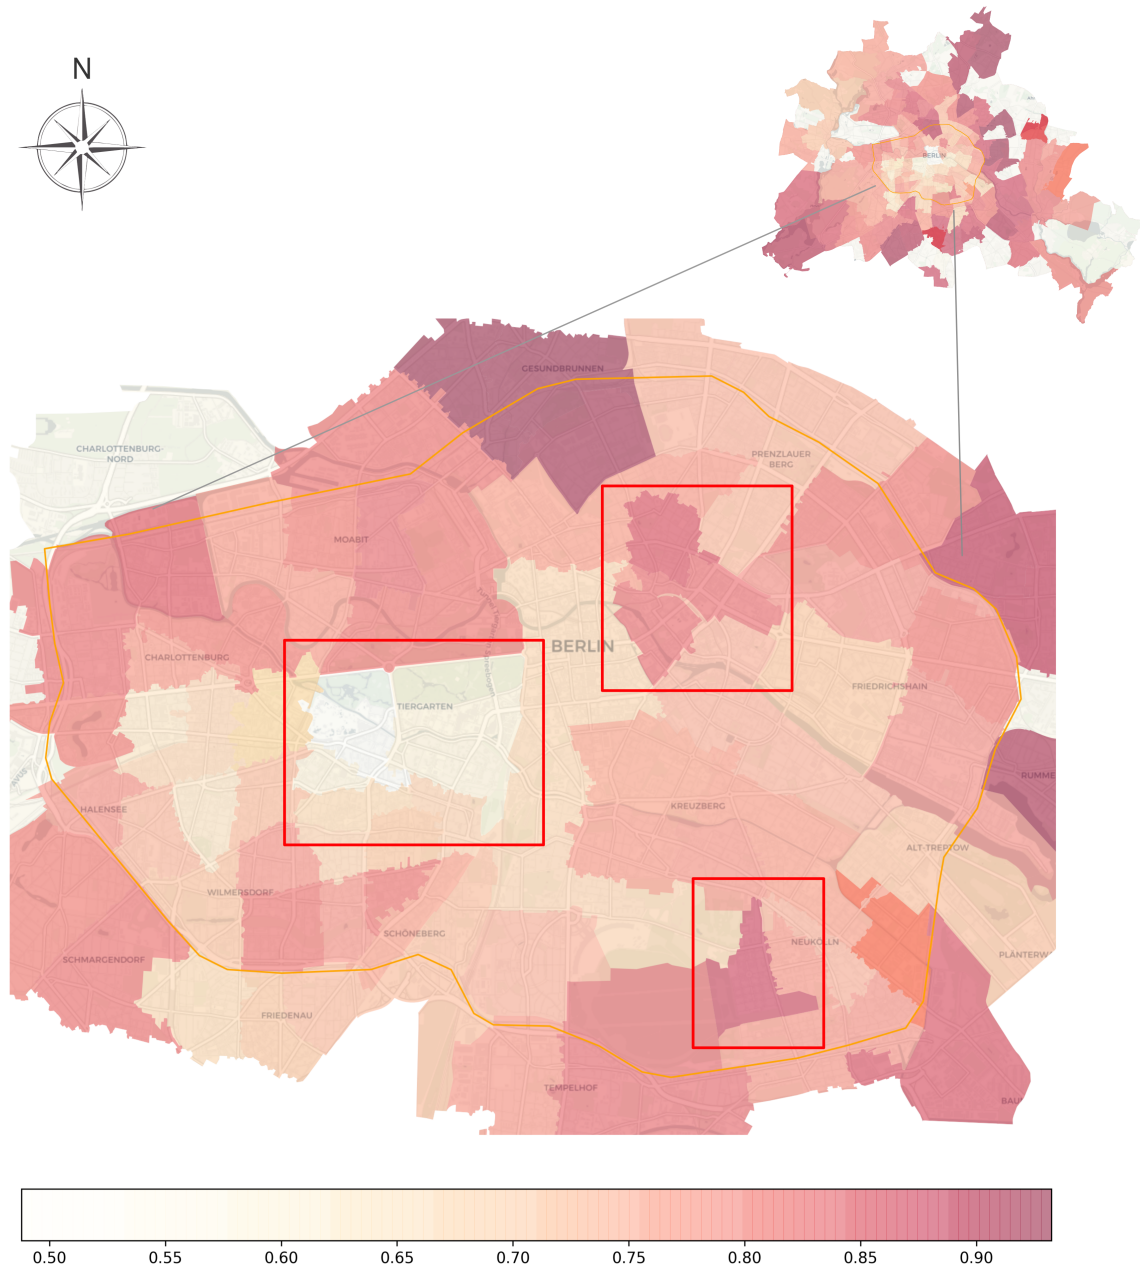 N
BERLIN
GESUNDBRUNNEN
CHARLOTTENBURG-
NORD
PRENZLAUER
BERG
MOABIT
BERLIN
CHARLOTTENBURG
FRIEDRICHSHAIN
TIERGARTEN
AVUS
RUMME
HALENSEE
KREUZBERG
ALT-TREPTOW
WILMERSDORF
SCHÖNEBERG
NEUKÖLLN
SCHMARGENDORF
PLANTERW
FRIEDENAU
TEMPELHOF
BAU
0.50 0.55 0.60 0.65 0.70 0.75 0.80 0.85 0.90